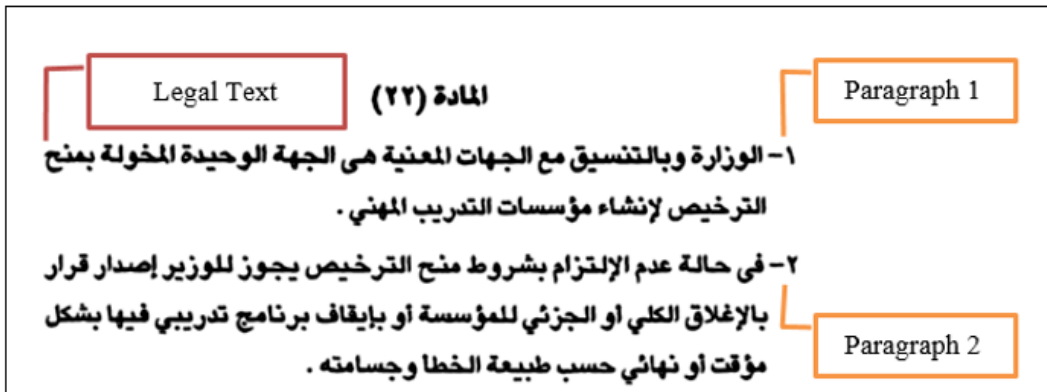 Legal Text
المادة (٢٢)
Paragraph 1
١- الوزارة وبالتنسيق مع الجهات المعنية هى الجهة الوحيدة المخولة بمنح
الترخيص لإنشاء مؤسسات التدريب المهني .
٢- فى حالة عدم الإلتزام بشروط منح الترخيص يجوز للوزير إصدار قرار
بالإغلاق الكلي أو الجزئي للمؤسسة أو بإيقاف برنامج تدريبي فيها بشكل
مؤقت أو نهائي حسب طبيعة الخطأ وجسامته .
Paragraph 2